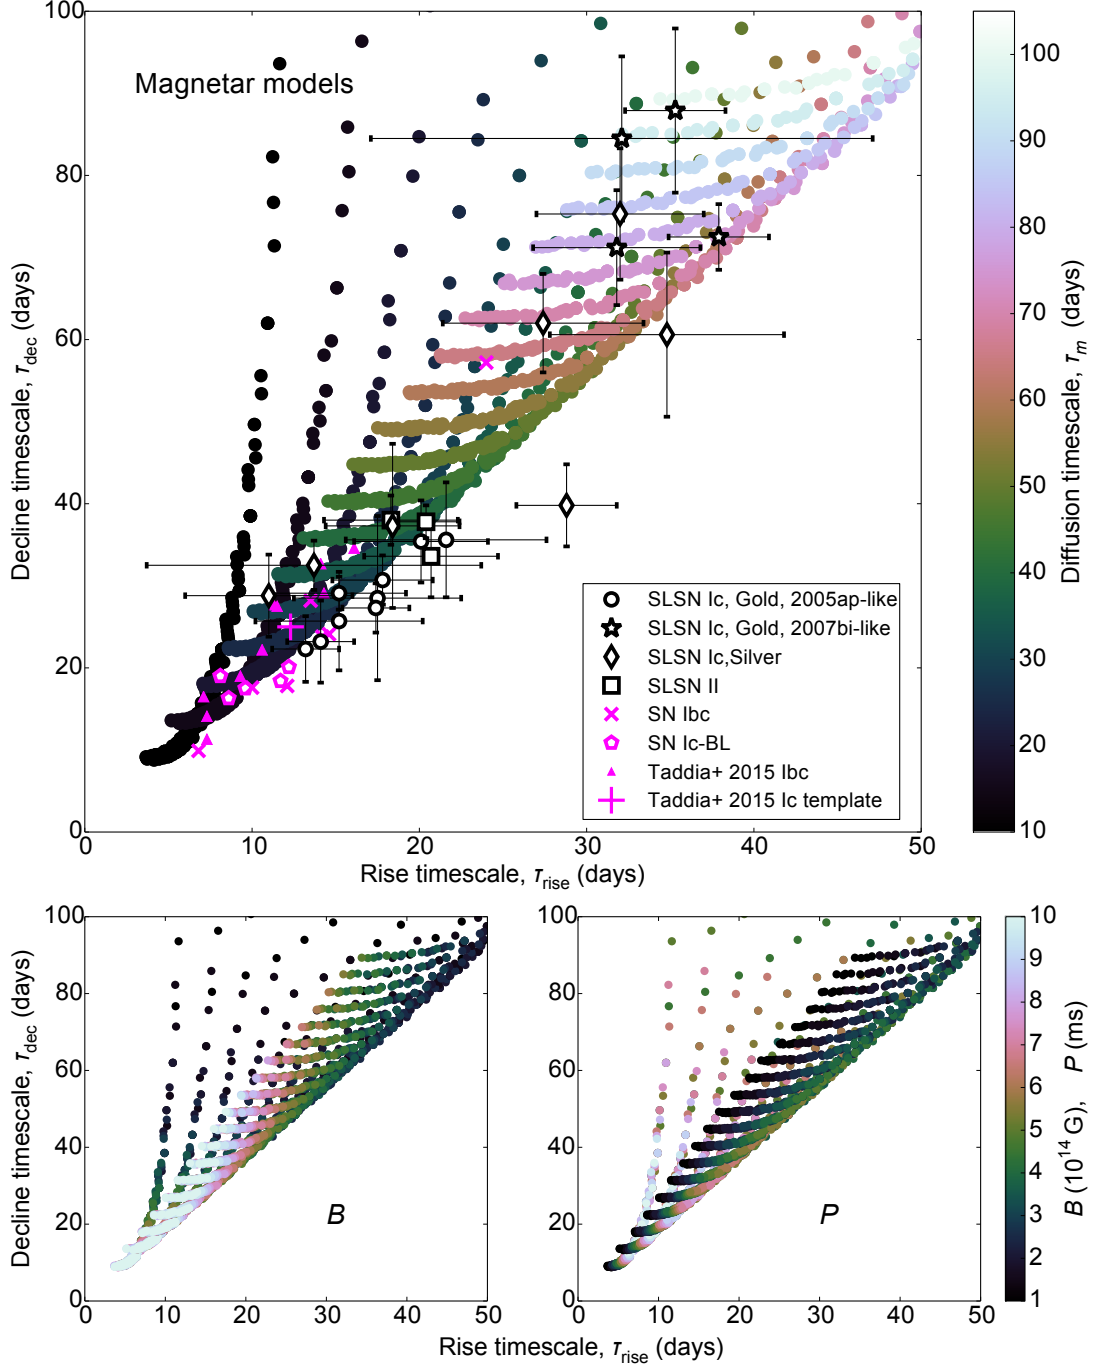 Magnetar models
Decline timescale, τdec (days)
100
80
60
40
20
0
0 10 20 30 40 50
Rise timescale, τrise (days)
SLSN Ic, Gold, 2005ap-like
SLSN Ic, Gold, 2007bi-like
SLSN Ic,Silver
SLSN II
SN Ibc
SN Ic-BL
Taddia+ 2015 Ibc
Taddia+ 2015 Ic template
100
90
80
70
60
50
40
30
20
10
Diffusion timescale, τm (days)
Decline timescale, τdec (days)
100
80
60
40
20
0
B
0 10 20 30 40 50
100
80
60
40
20
0
P
0 10 20 30 40 50
Rise timescale, τrise (days)
10
9
8
7
6
5
4
3
2
1
B (10¹⁴ G), P (ms)